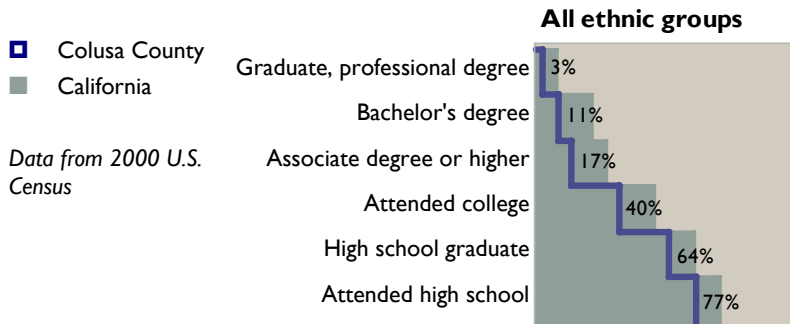 All ethnic groups
Colusa County
California
Data from 2000 U.S.
Census
Graduate, professional degree 3%
Bachelor's degree 11%
Associate degree or higher 17%
Attended college 40%
High school graduate 64%
Attended high school 77%